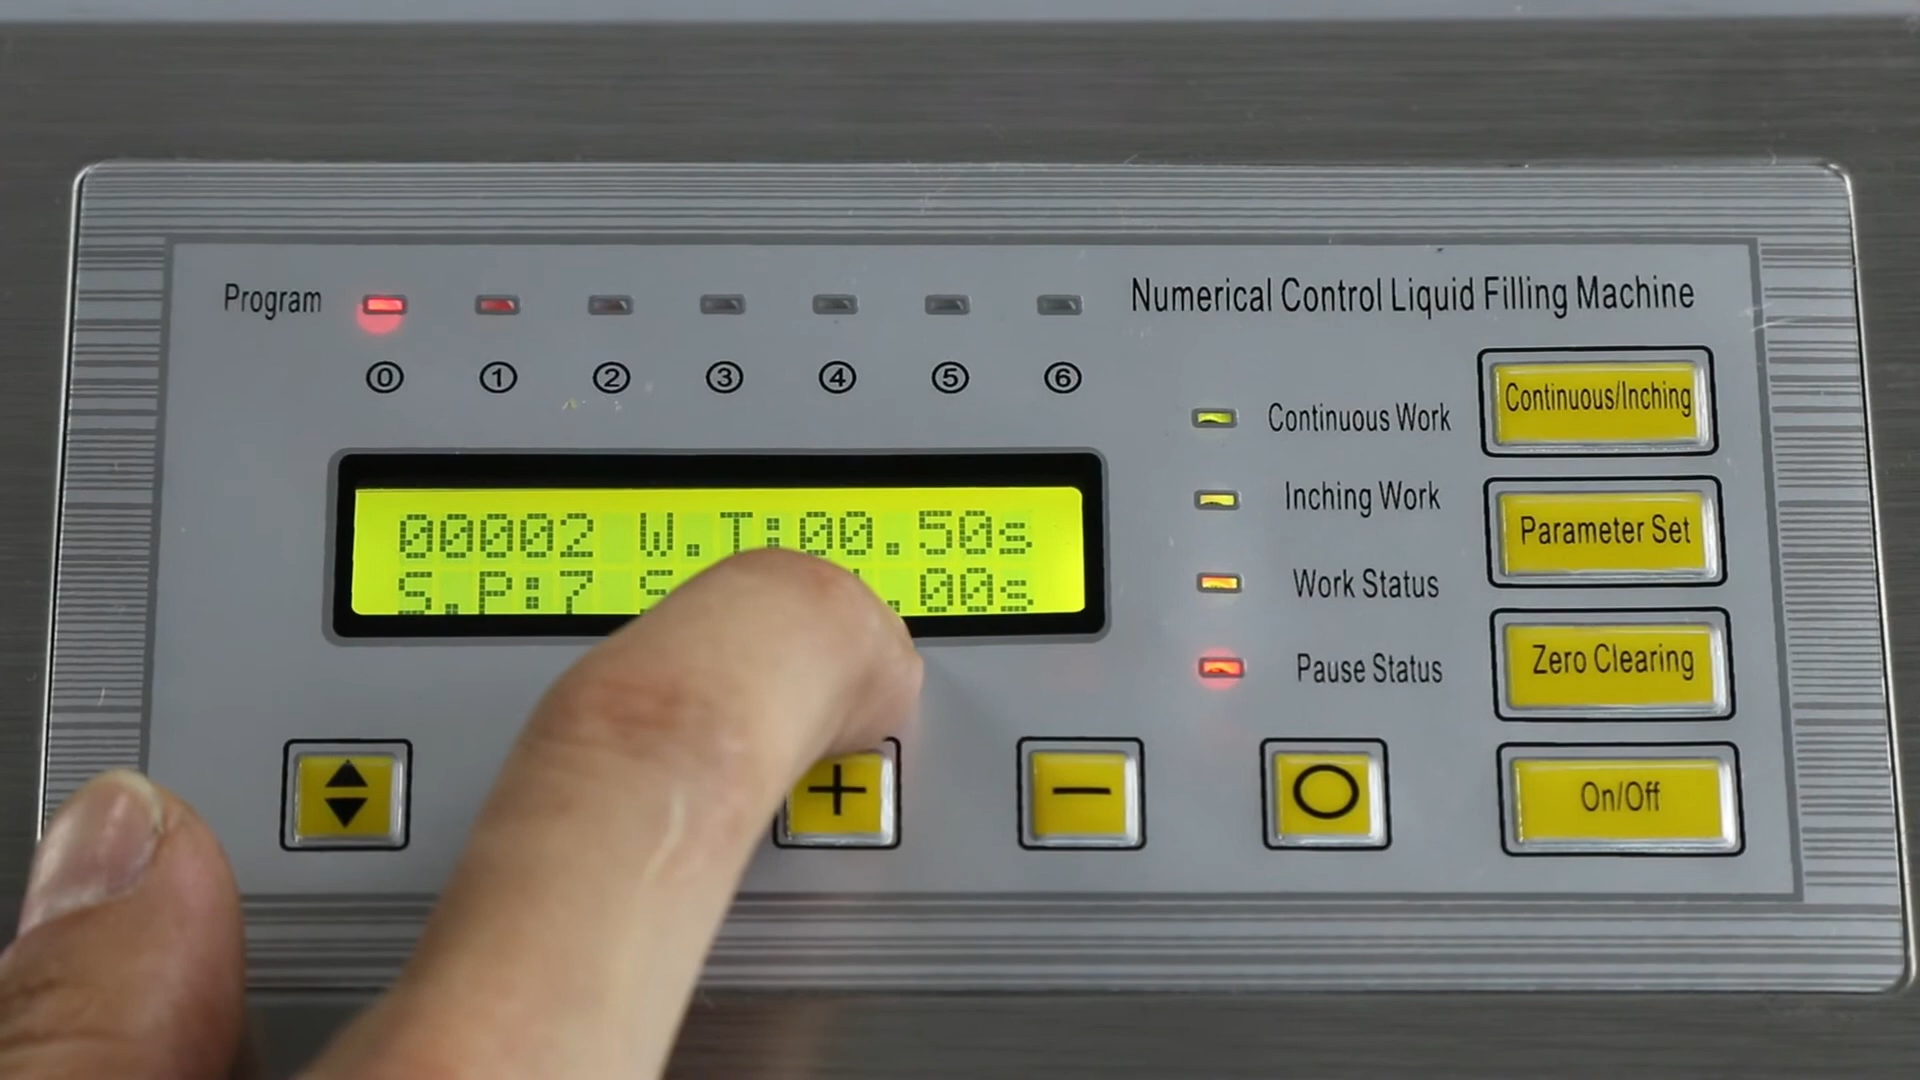 Program
⓪ ① ② ③ ④ ⑤ ⑥
Numerical Control Liquid Filling Machine
00002 W.T:00.50s
S.P:7 S .00s
Continuous Work
Inching Work
Work Status
Pause Status
Continuous/Inching
Parameter Set
Zero Clearing
+ − O
On/Off